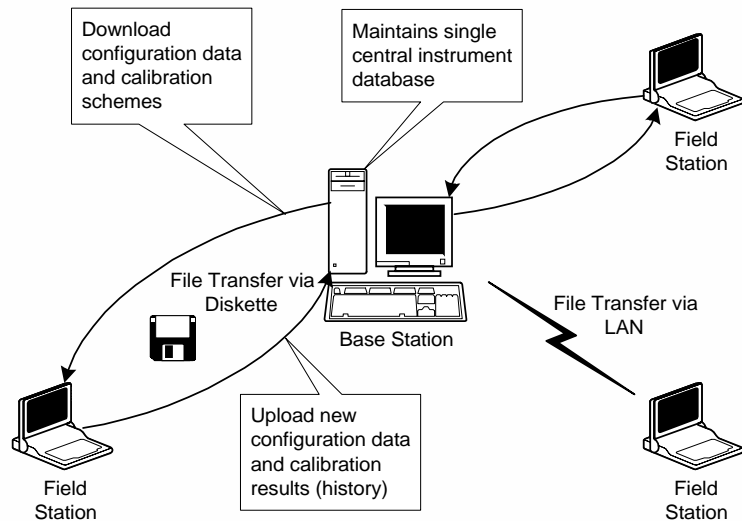 Download
configuration data
and calibration
schemes
Maintains single
central instrument
database
Field
Station
File Transfer via
Diskette
Base Station
File Transfer via
LAN
Upload new
configuration data
and calibration
results (history)
Field
Station
Field
Station